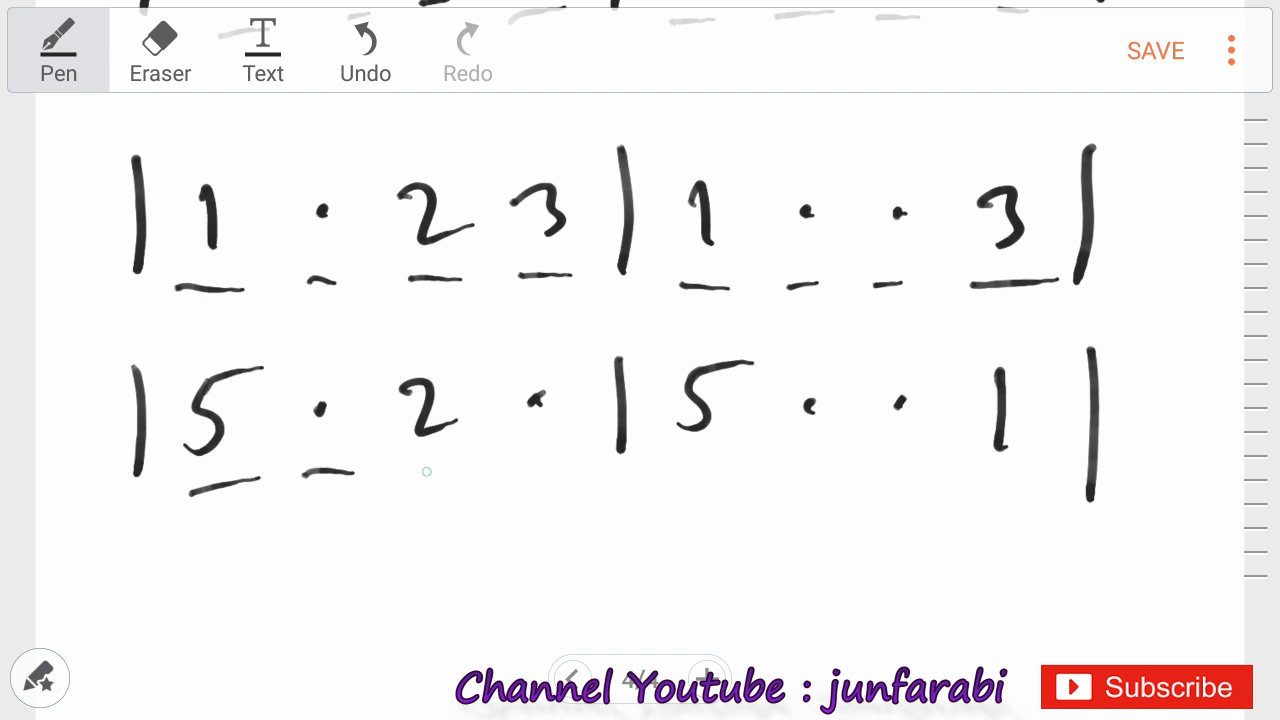 Pen Eraser Text Undo Redo SAVE
| 1 · 2 3 | 1 · · 3 |
| 5 · 2 · | 5 · · 1 |
Channel Youtube : junfarabi Subscribe